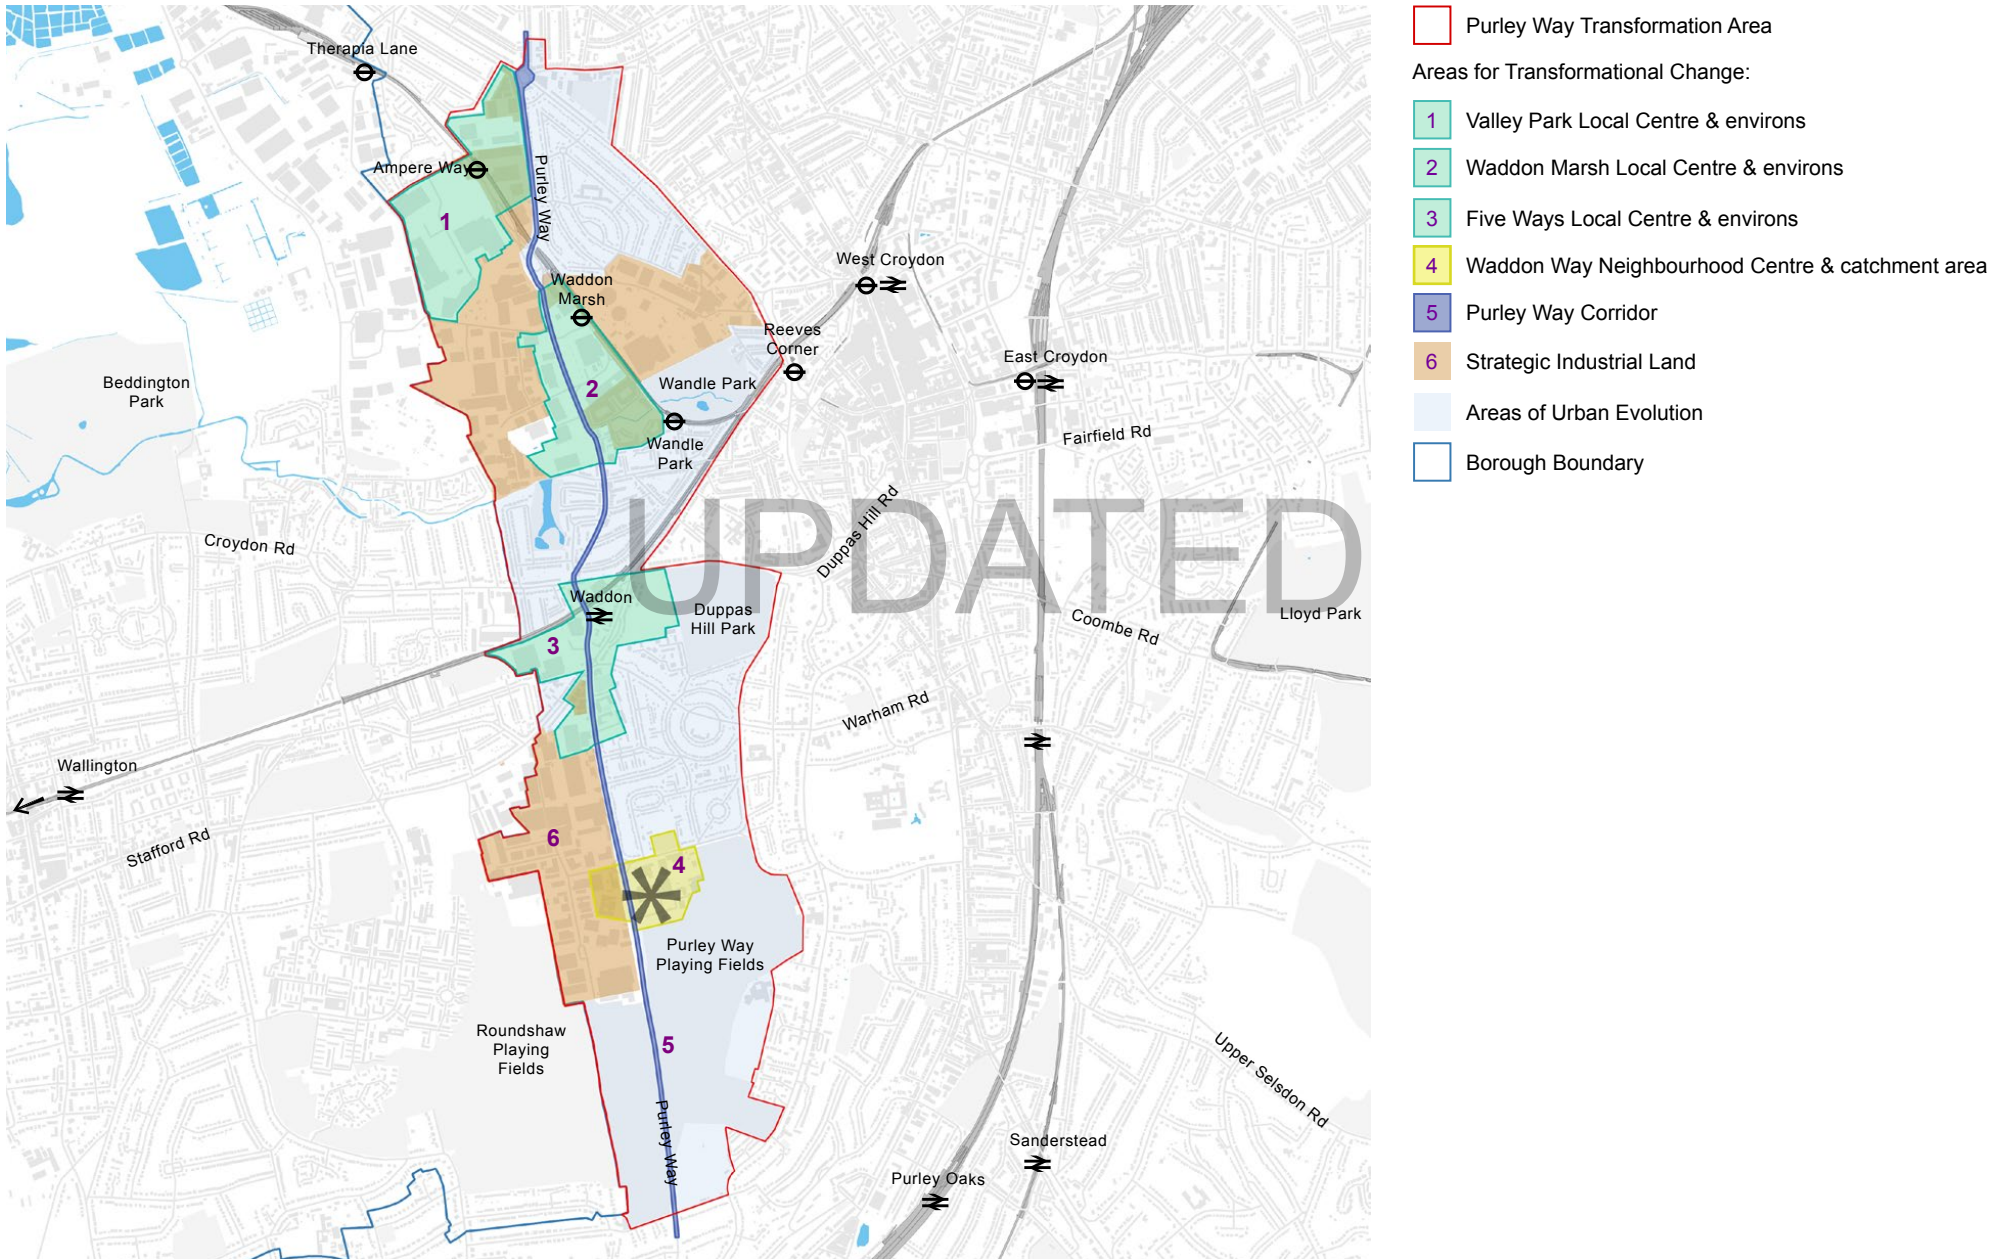 Therapia Lane
Ampere Way
Purley Way
1
Waddon
Marsh
West Croydon
Reeves
Corner
East Croydon
Beddington
Park
2
Wandle Park
Wandle
Park
Fairfield Rd
UPDATED
Duppas Hill Rd
Croydon Rd
Waddon
Duppas
Hill Park
Coombe Rd
Lloyd Park
3
Warham Rd
Wallington
Stafford Rd
6
4
Purley Way
Playing Fields
Roundshaw
Playing
Fields
5
Upper Selsdon Rd
Purley Way
Sanderstead
Purley Oaks
Purley Way Transformation Area
Areas for Transformational Change:
1 Valley Park Local Centre & environs
2 Waddon Marsh Local Centre & environs
3 Five Ways Local Centre & environs
4 Waddon Way Neighbourhood Centre & catchment area
5 Purley Way Corridor
6 Strategic Industrial Land
Areas of Urban Evolution
Borough Boundary